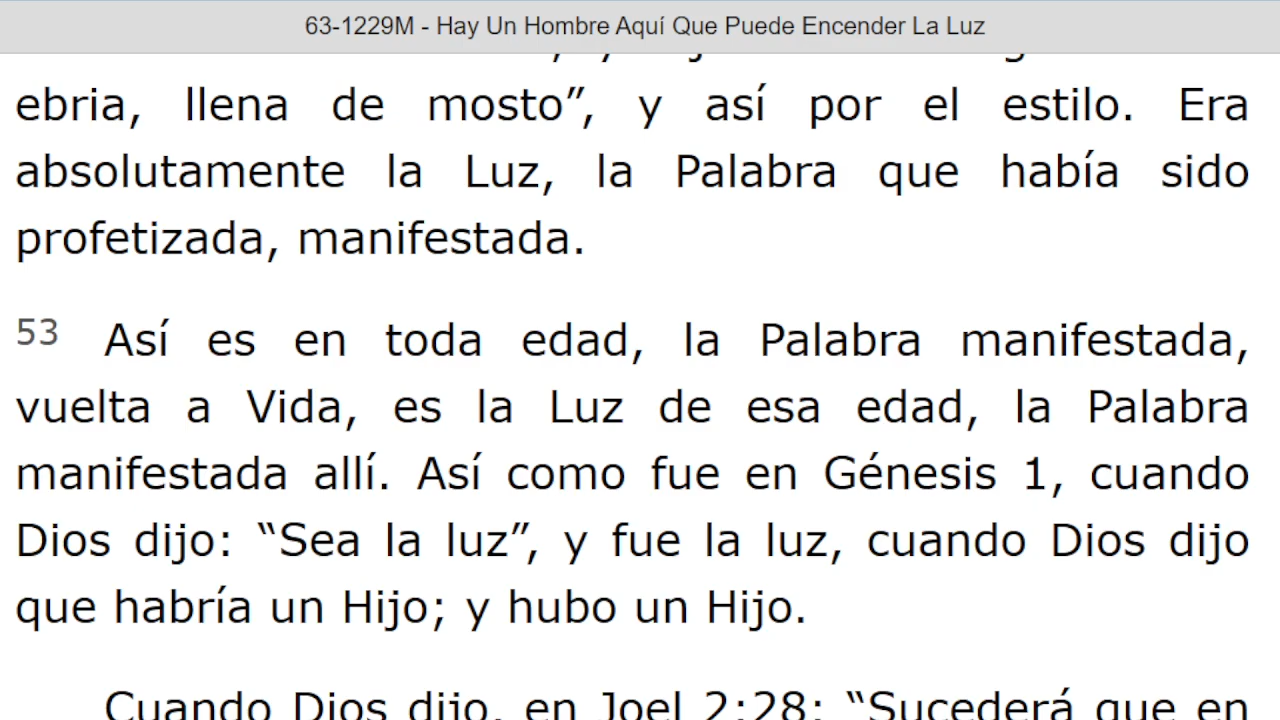 63-1229M - Hay Un Hombre Aquí Que Puede Encender La Luz
ebria, llena de mosto”, y así por el estilo. Era
absolutamente la Luz, la Palabra que había sido
profetizada, manifestada.
53 Así es en toda edad, la Palabra manifestada,
vuelta a Vida, es la Luz de esa edad, la Palabra
manifestada allí. Así como fue en Génesis 1, cuando
Dios dijo: “Sea la luz”, y fue la luz, cuando Dios dijo
que habría un Hijo; y hubo un Hijo.
Cuando Dios dijo, en Joel 2:28: “Sucederá que en